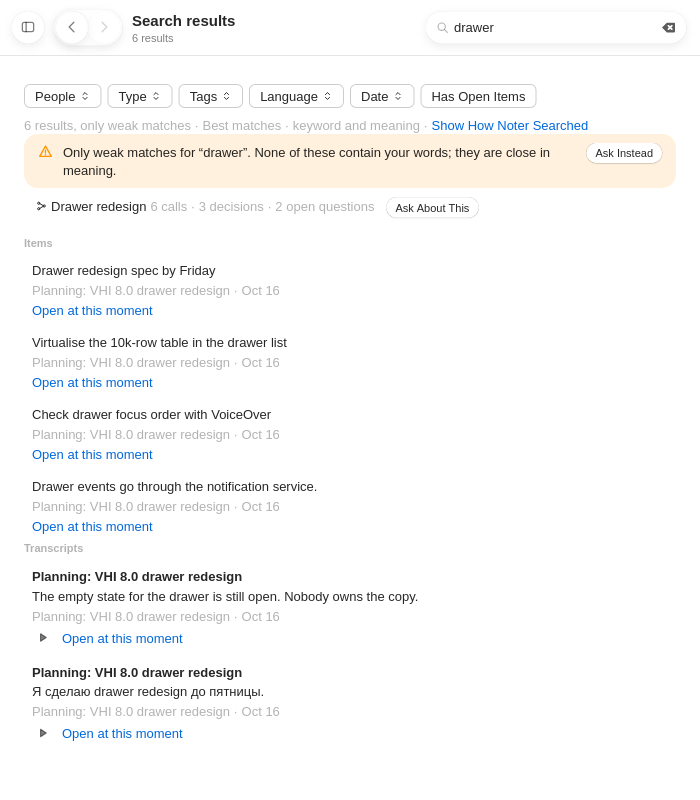 Search results
6 results
drawer
People
Type
Tags
Language
Date
Has Open Items
6 results, only weak matches · Best matches · keyword and meaning · Show How Noter Searched
Only weak matches for “drawer”. None of these contain your words; they are close in
meaning.
Ask Instead
Drawer redesign 6 calls · 3 decisions · 2 open questions
Ask About This
Items
Drawer redesign spec by Friday
Planning: VHI 8.0 drawer redesign · Oct 16
Open at this moment
Virtualise the 10k-row table in the drawer list
Planning: VHI 8.0 drawer redesign · Oct 16
Open at this moment
Check drawer focus order with VoiceOver
Planning: VHI 8.0 drawer redesign · Oct 16
Open at this moment
Drawer events go through the notification service.
Planning: VHI 8.0 drawer redesign · Oct 16
Open at this moment
Transcripts
Planning: VHI 8.0 drawer redesign
The empty state for the drawer is still open. Nobody owns the copy.
Planning: VHI 8.0 drawer redesign · Oct 16
Open at this moment
Planning: VHI 8.0 drawer redesign
Я сделаю drawer redesign до пятницы.
Planning: VHI 8.0 drawer redesign · Oct 16
Open at this moment